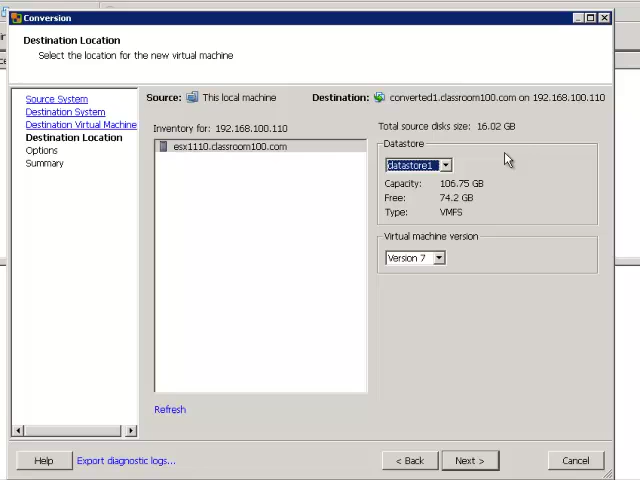 Conversion
Destination Location
Select the location for the new virtual machine
Source System
Destination System
Destination Virtual Machine
Destination Location
Options
Summary
Source: This local machine
Destination: converted1.classroom100.com on 192.168.100.110
Inventory for: 192.168.100.110
esx1110.classroom100.com
Refresh
Total source disks size: 16.02 GB
Datastore
datastore1
Capacity: 106.75 GB
Free: 74.2 GB
Type: VMFS
Virtual machine version
Version 7
Help
Export diagnostic logs...
< Back
Next >
Cancel